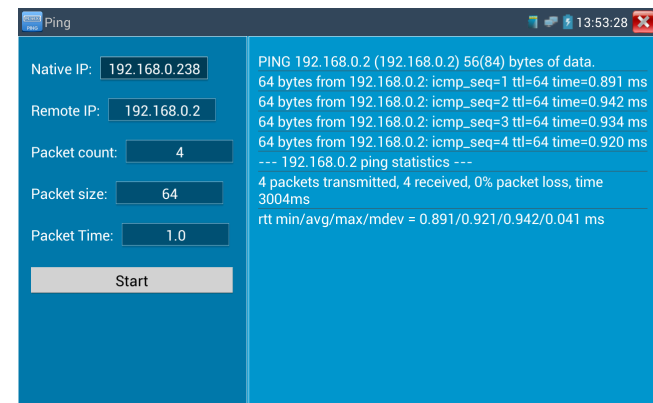 Ping
13:53:28
Native IP: 192.168.0.238
Remote IP: 192.168.0.2
Packet count: 4
Packet size: 64
Packet Time: 1.0
Start
PING 192.168.0.2 (192.168.0.2) 56(84) bytes of data.
64 bytes from 192.168.0.2: icmp_seq=1 ttl=64 time=0.891 ms
64 bytes from 192.168.0.2: icmp_seq=2 ttl=64 time=0.942 ms
64 bytes from 192.168.0.2: icmp_seq=3 ttl=64 time=0.934 ms
64 bytes from 192.168.0.2: icmp_seq=4 ttl=64 time=0.920 ms
--- 192.168.0.2 ping statistics ---
4 packets transmitted, 4 received, 0% packet loss, time
3004ms
rtt min/avg/max/mdev = 0.891/0.921/0.942/0.041 ms